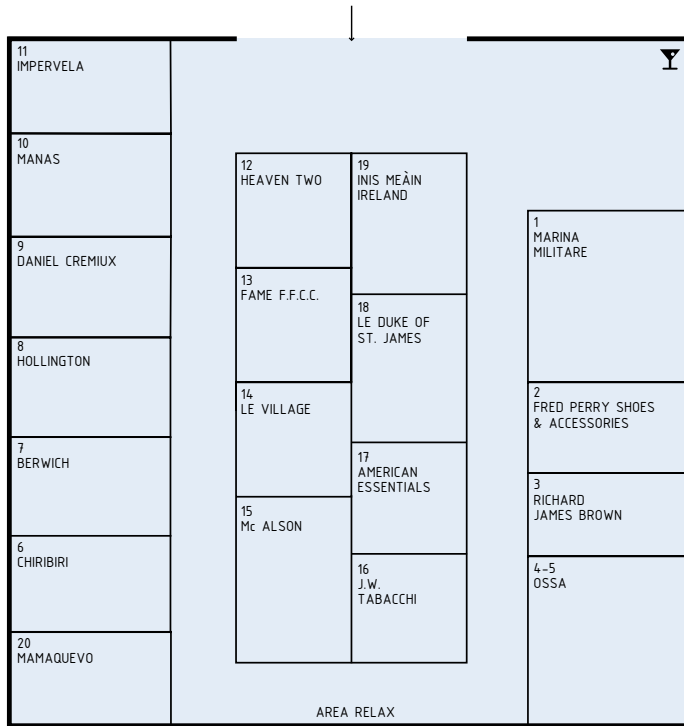 11
IMPERVELA
10
MANAS
9
DANIEL CREMIUX
8
HOLLINGTON
7
BERWICH
6
CHIRIBIRI
20
MAMAQUEVO
12
HEAVEN TWO
13
FAME F.F.C.C.
14
LE VILLAGE
15
Mc ALSON
19
INIS MEÀIN
IRELAND
18
LE DUKE OF
ST. JAMES
17
AMERICAN
ESSENTIALS
16
J.W.
TABACCHI
1
MARINA
MILITARE
2
FRED PERRY SHOES
& ACCESSORIES
3
RICHARD
JAMES BROWN
4-5
OSSA
AREA RELAX